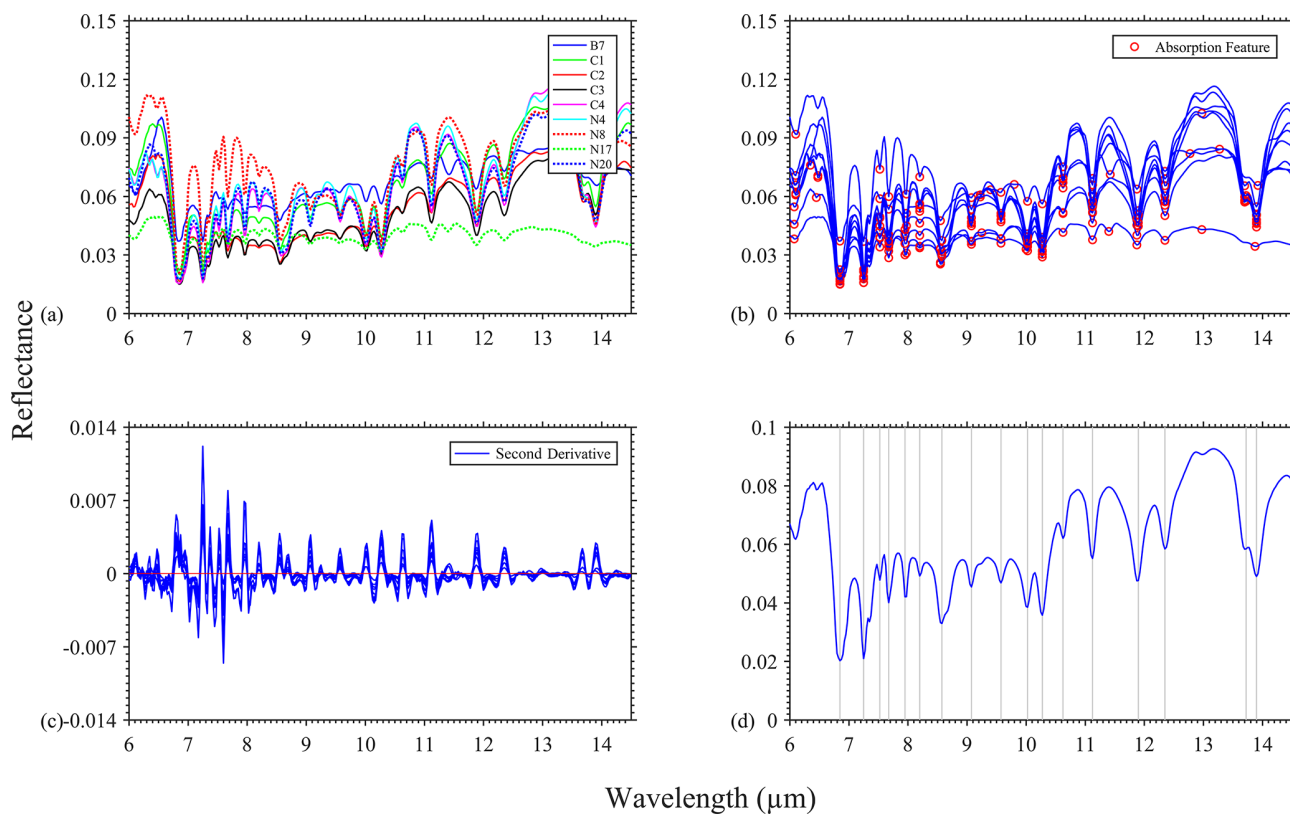 0.15
0.12
0.09
0.06
0.03
0
(a)
6 7 8 9 10 11 12 13 14
B7
C1
C2
C3
C4
N4
N8
N17
N20
0.15
0.12
0.09
0.06
0.03
0
(b)
6 7 8 9 10 11 12 13 14
Absorption Feature
Reflectance
0.014
0.007
0
-0.007
(c)-0.014
6 7 8 9 10 11 12 13 14
Second Derivative
0.1
0.08
0.06
0.04
0.02
0
(d)
6 7 8 9 10 11 12 13 14
Wavelength (μm)